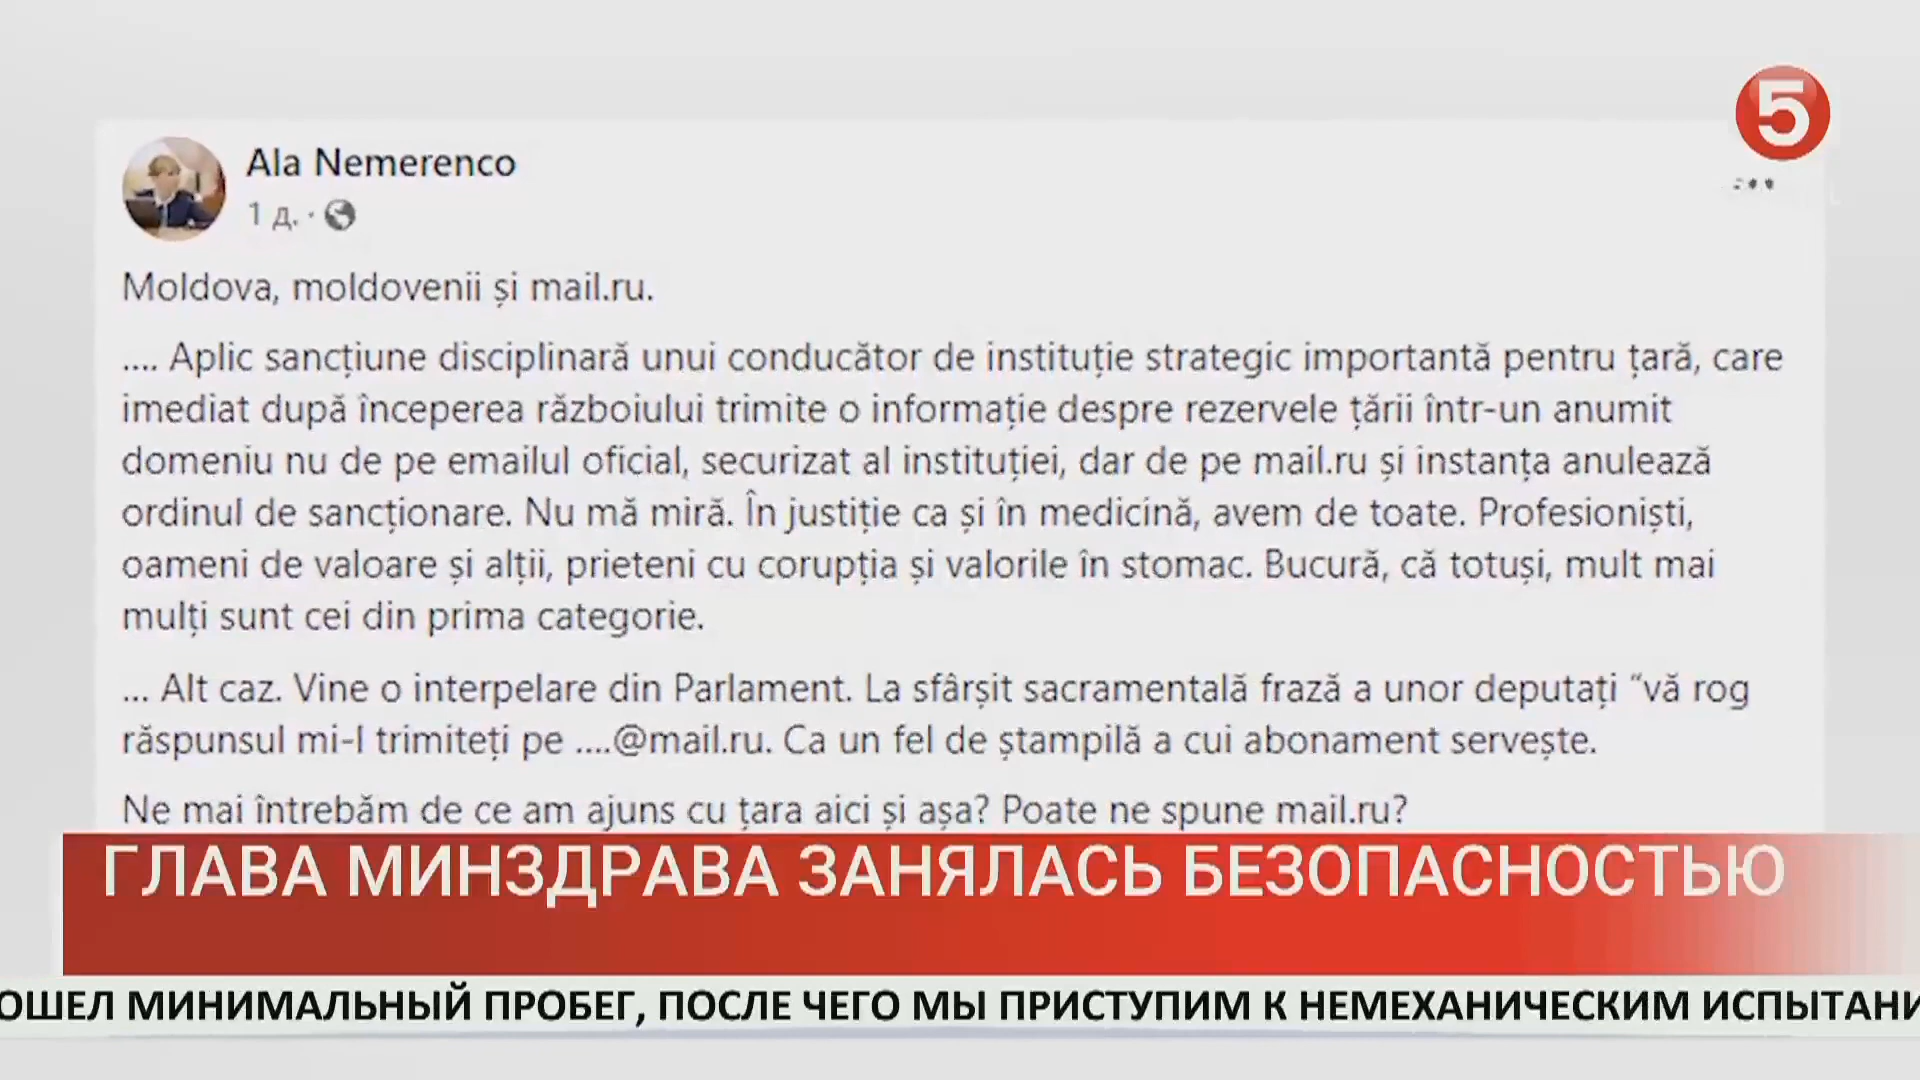 5
Ala Nemerenco
1 д.
Moldova, moldovenii și mail.ru.
.... Aplic sancțiune disciplinară unui conducător de instituție strategic importantă pentru țară, care
imediat după începerea războiului trimite o informație despre rezervele țării într-un anumit
domeniu nu de pe emailul oficial, securizat al instituției, dar de pe mail.ru și instanța anulează
ordinul de sancționare. Nu mă miră. În justiție ca și în medicină, avem de toate. Profesioniști,
oameni de valoare și alții, prieteni cu corupția și valorile în stomac. Bucură, că totuși, mult mai
mulți sunt cei din prima categorie.
... Alt caz. Vine o interpelare din Parlament. La sfârșit sacramentală frază a unor deputați “vă rog
răspunsul mi-l trimiteți pe ....@mail.ru. Ca un fel de ștampilă a cui abonament servește.
Ne mai întrebăm de ce am ajuns cu țara aici și așa? Poate ne spune mail.ru?
ГЛАВА МИНЗДРАВА ЗАНЯЛАСЬ БЕЗОПАСНОСТЬЮ
ОШЕЛ МИНИМАЛЬНЫЙ ПРОБЕГ, ПОСЛЕ ЧЕГО МЫ ПРИСТУПИМ К НЕМЕХАНИЧЕСКИМ ИСПЫТАНИ